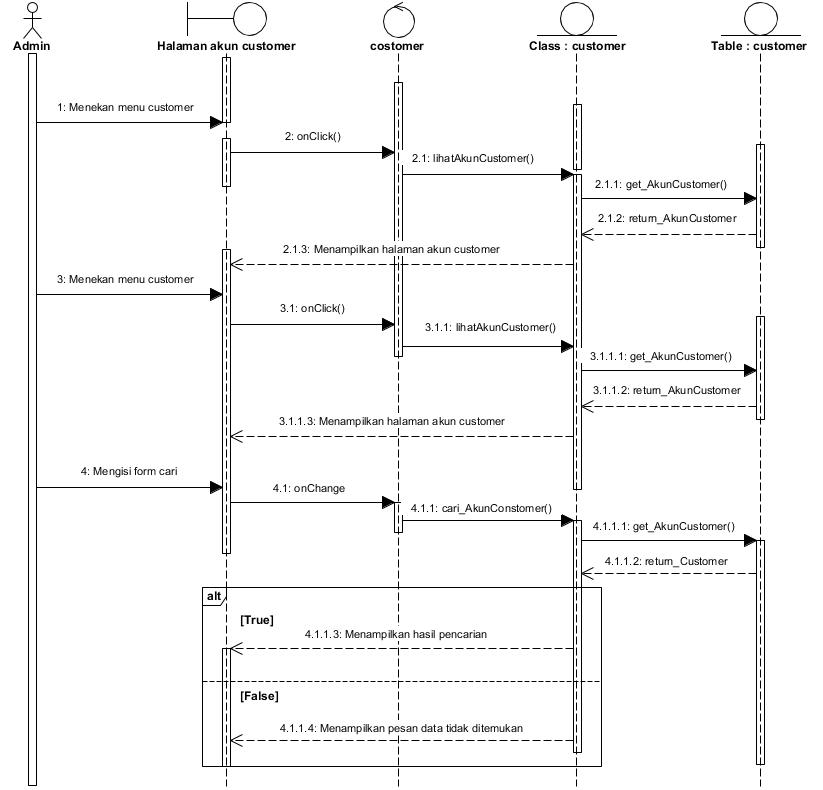 Admin
Halaman akun customer
costomer
Class : customer
Table : customer
1: Menekan menu customer
2: onClick()
2.1: lihatAkunCustomer()
2.1.1: get_AkunCustomer()
2.1.2: return_AkunCustomer
2.1.3: Menampilkan halaman akun customer
3: Menekan menu customer
3.1: onClick()
3.1.1: lihatAkunCustomer()
3.1.1.1: get_AkunCustomer()
3.1.1.2: return_AkunCustomer
3.1.1.3: Menampilkan halaman akun customer
4: Mengisi form cari
4.1: onChange
4.1.1: cari_AkunConstomer()
4.1.1.1: get_AkunCustomer()
4.1.1.2: return_Customer
alt
[True]
4.1.1.3: Menampilkan hasil pencarian
[False]
4.1.1.4: Menampilkan pesan data tidak ditemukan